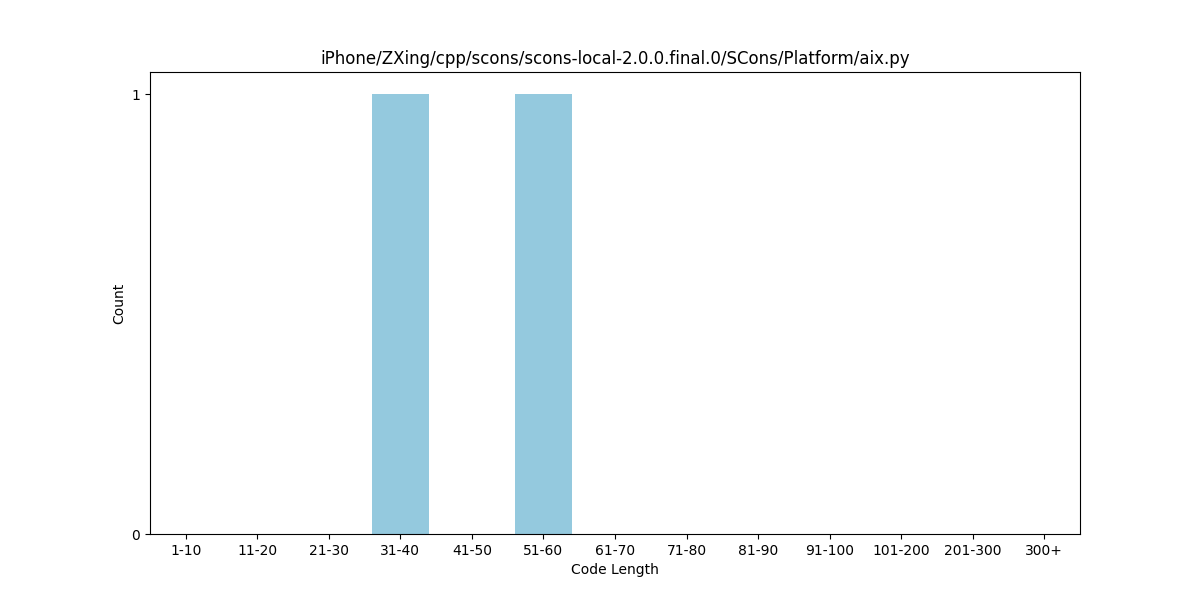 iPhone/ZXing/cpp/scons/scons-local-2.0.0.final.0/SCons/Platform/aix.py
1
Count
0
1-10 11-20 21-30 31-40 41-50 51-60 61-70 71-80 81-90 91-100 101-200 201-300 300+
Code Length